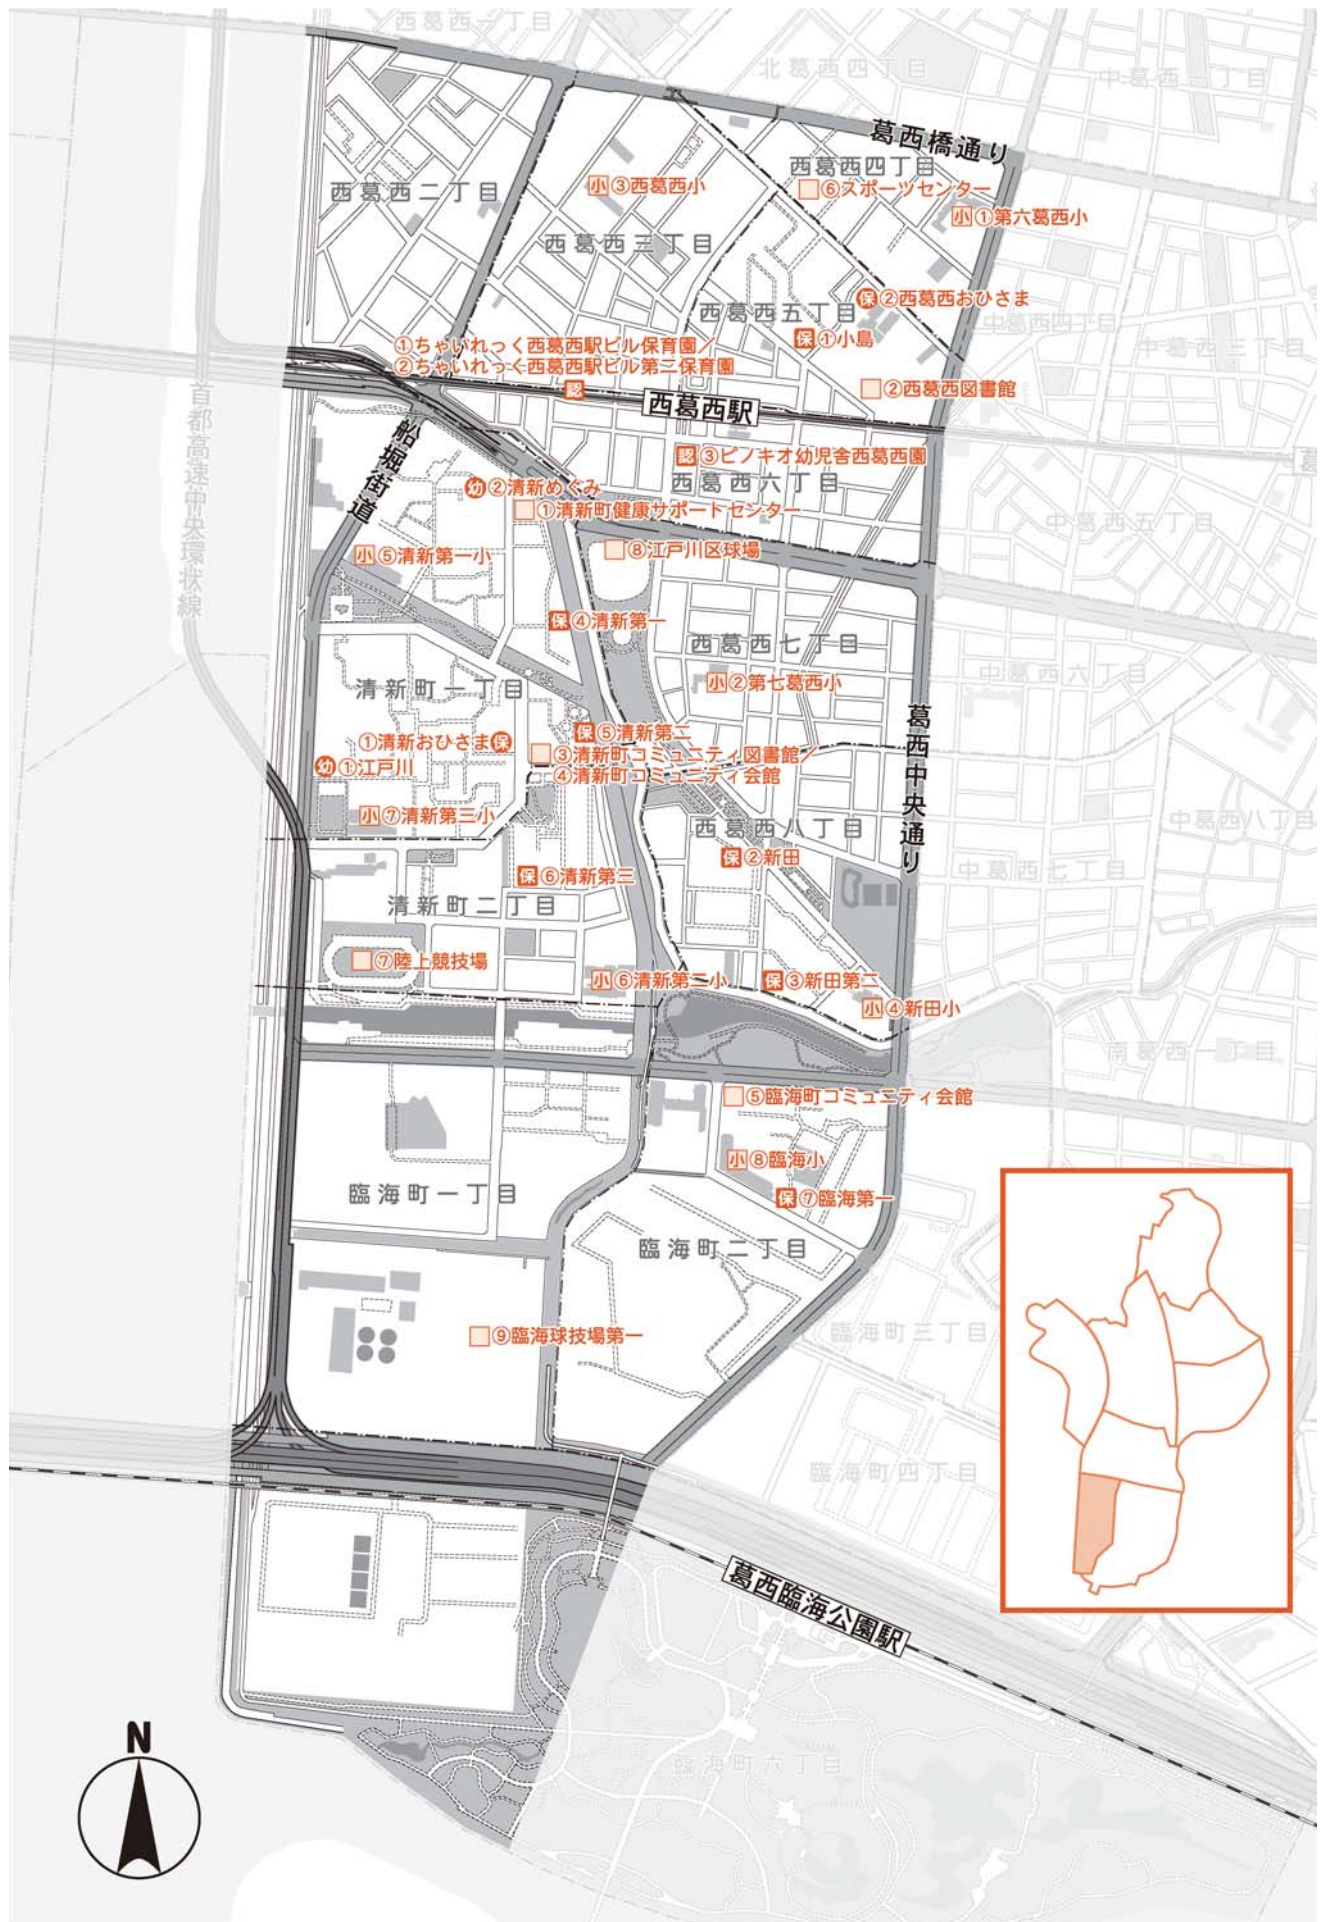 西葛西一丁目
北葛西四丁目
中葛西一丁目
葛西橋通り
西葛西四丁目
西葛西二丁目
小③西葛西小
⑥スポーツセンター
小①第六葛西小
西葛西三丁目
保②西葛西おひさま
西葛西五丁目
中葛西四丁目
保①小島
中葛西三丁目
①ちゃいれっく西葛西駅ビル保育園／
②ちゃいれっく西葛西駅ビル第二保育園
認
②西葛西図書館
西葛西駅
首都高速中央環状線
船堀街道
認③ピノキオ幼児舎西葛西園
葛
西葛西六丁目
幼②清新めぐみ
①清新町健康サポートセンター
中葛西五丁目
小⑤清新第一小
⑧江戸川区球場
保④清新第一
西葛西七丁目
中葛西六丁目
清新町一丁目
小②第七葛西小
葛西中央通り
保⑤清新第二
①清新おひさま保
③清新町コミュニティ図書館／
④清新町コミュニティ会館
幼①江戸川
小⑦清新第三小
西葛西八丁目
中葛西八丁目
保②新田
中葛西七丁目
保⑥清新第三
清新町二丁目
⑦陸上競技場
小⑥清新第二小
保③新田第二
小④新田小
南葛西一丁目
⑤臨海町コミュニティ会館
小⑧臨海小
臨海町一丁目
保⑦臨海第一
臨海町二丁目
⑨臨海球技場第一
臨海町三丁目
臨海町四丁目
葛西臨海公園駅
N
臨海町六丁目